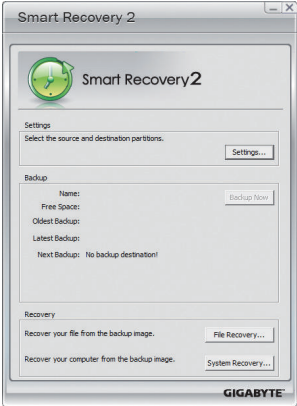 Smart Recovery 2
Smart Recovery2
Settings
Select the source and destination partitions.
Settings...
Backup
Name:
Backup Now
Free Space:
Oldest Backup:
Latest Backup:
Next Backup: No backup destination!
Recovery
Recover your file from the backup image.
File Recovery...
Recover your computer from the backup image.
System Recovery...
GIGABYTE™